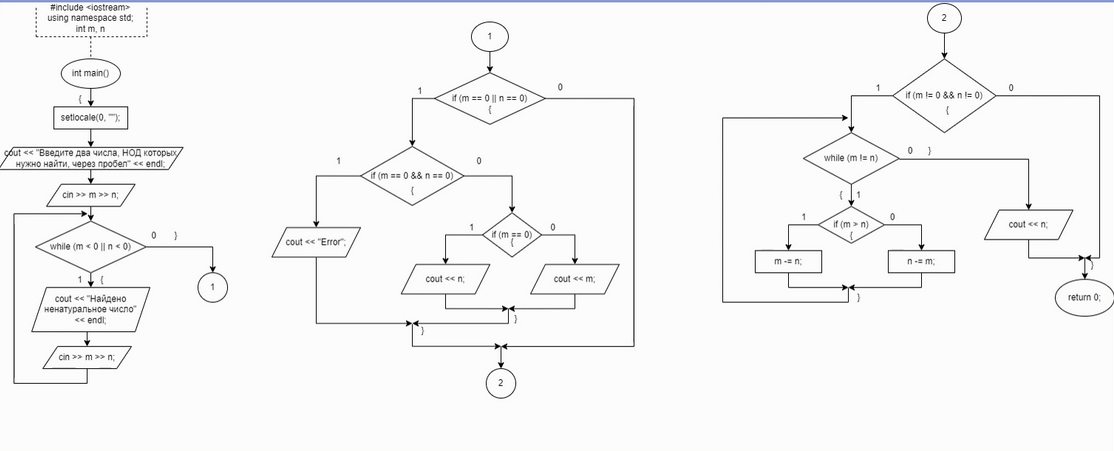 #include <iostream>
using namespace std;
int m, n
int main()
{
setlocale(0, "");
cout << "Введите два числа, НОД которых
нужно найти, через пробел" << endl;
cin >> m >> n;
while (m < 0 || n < 0)
0 }
1 {
cout << "Найдено
ненатуральное число"
<< endl;
cin >> m >> n;
1
1
if (m == 0 || n == 0)
{
1
0
if (m == 0 && n == 0)
{
1
0
cout << "Error";
if (m == 0)
{
1
0
cout << n;
cout << m;
}
}
2
2
if (m != 0 && n != 0)
{
1
0
while (m != n)
0 }
{ 1
if (m > n)
{
1
0
m -= n;
n -= m;
}
cout << n;
}
return 0;